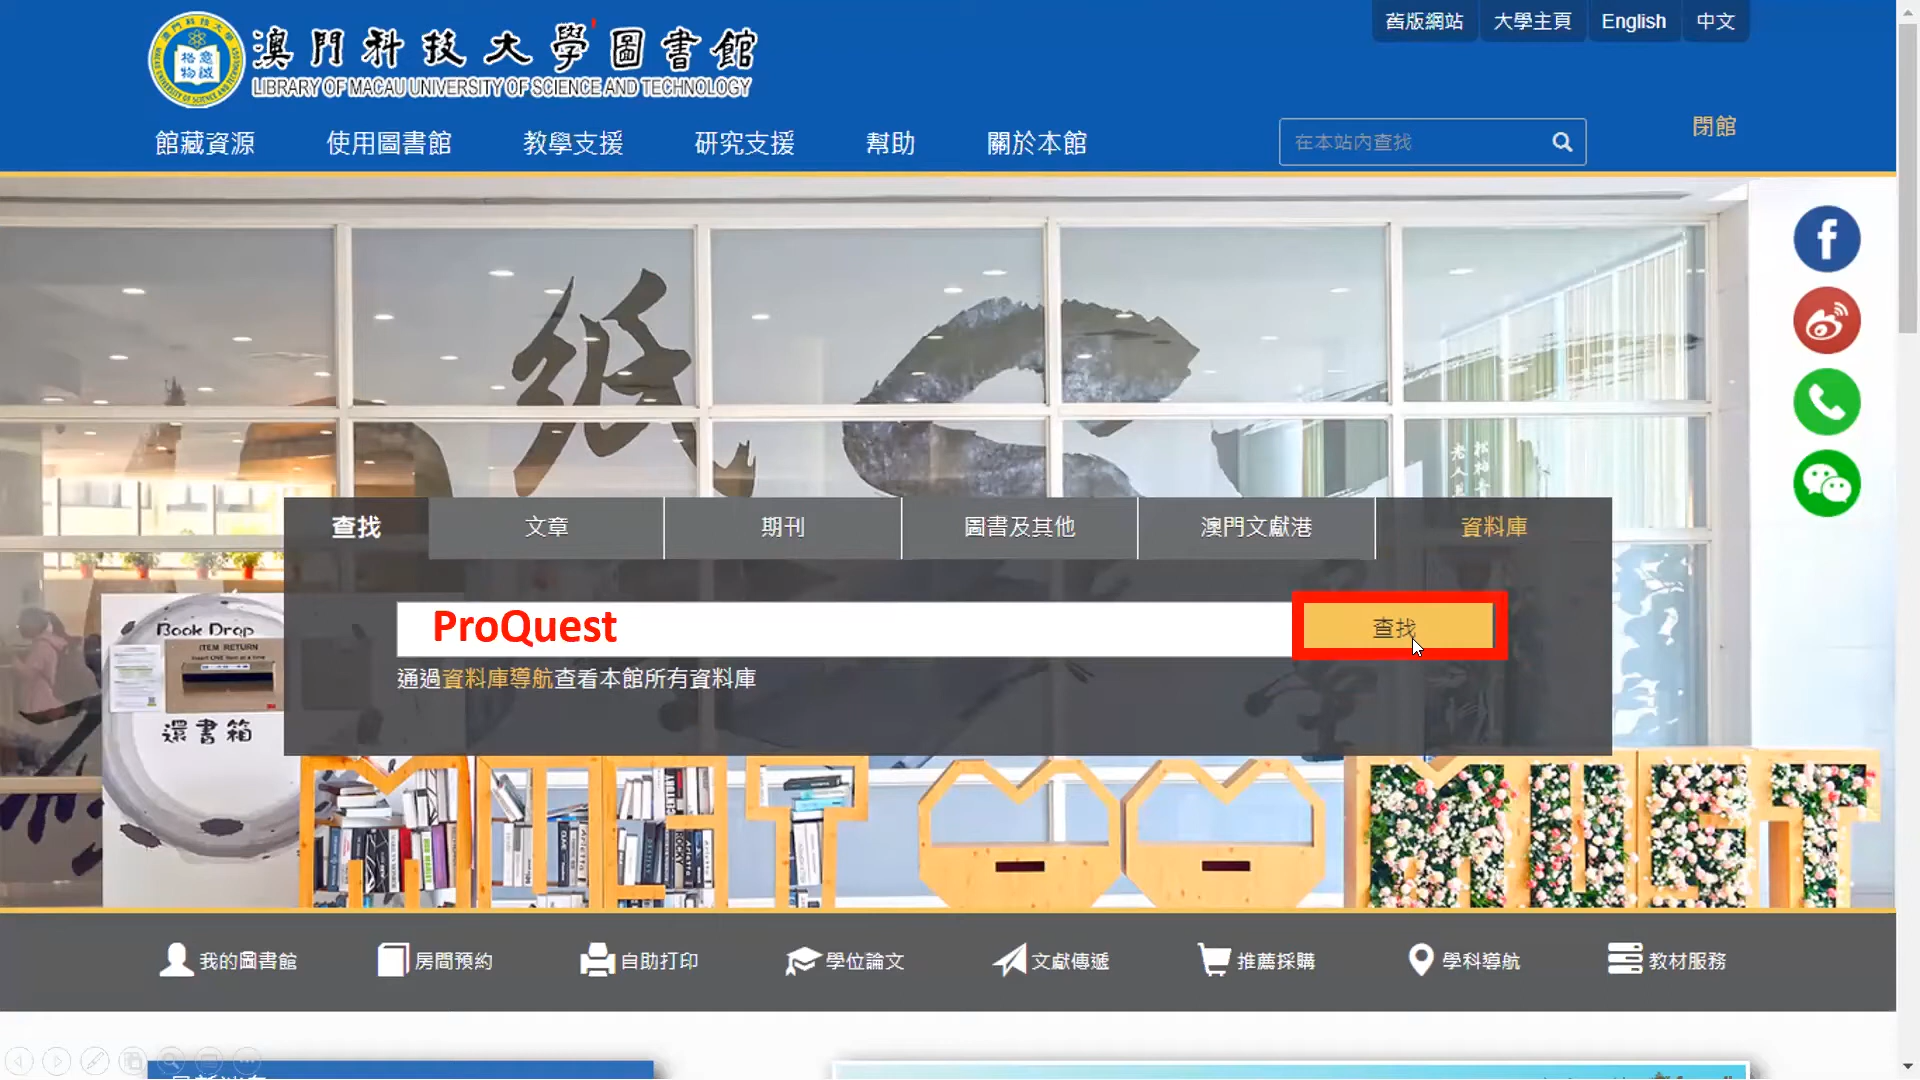 舊版網站 大學主頁 English 中文
澳門科技大學圖書館
LIBRARY OF MACAU UNIVERSITY OF SCIENCE AND TECHNOLOGY
館藏資源 使用圖書館 教學支援 研究支援 幫助 關於本館
在本站內查找
閉館
紙
查找 文章 期刊 圖書及其他 澳門文獻港 資料庫
ProQuest
查找
通過資料庫導航查看本館所有資料庫
Book Drop
ITEM RETURN
還書箱
MUST
MUST
我的圖書館 房間預約 自助打印 學位論文 文獻傳遞 推薦採購 學科導航 教材服務